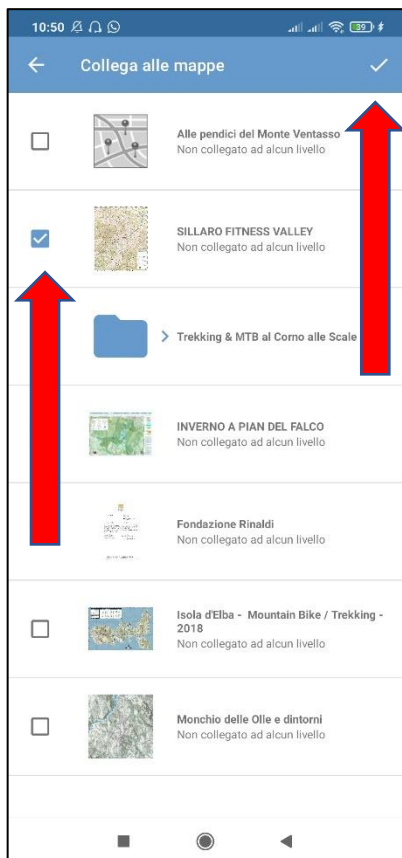 10:50
39
Collega alle mappe
Alle pendici del Monte Ventasso
Non collegato ad alcun livello
SILLARO FITNESS VALLEY
Non collegato ad alcun livello
Trekking & MTB al Corno alle Scale
INVERNO A PIAN DEL FALCO
Non collegato ad alcun livello
Fondazione Rinaldi
Non collegato ad alcun livello
Isola d'Elba - Mountain Bike / Trekking -
2018
Non collegato ad alcun livello
Monchio delle Olle e dintorni
Non collegato ad alcun livello